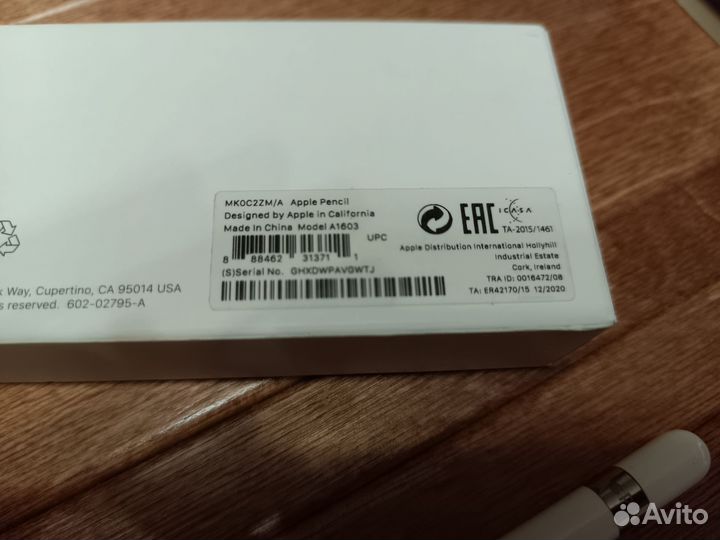 MK0C2ZM/A Apple Pencil
Designed by Apple in California
Made in China Model A1603
UPC
8 88462 31371 1
(S)Serial No. GHXDWPAVGWTJ
EAC
ICASA
TA-2015/1461
Apple Distribution International Hollyhill
Industrial Estate
Cork, Ireland
TRA ID: 0016472/08
TA: ER42170/15 12/2020
k Way, Cupertino, CA 95014 USA
s reserved. 602-02795-A
Avito